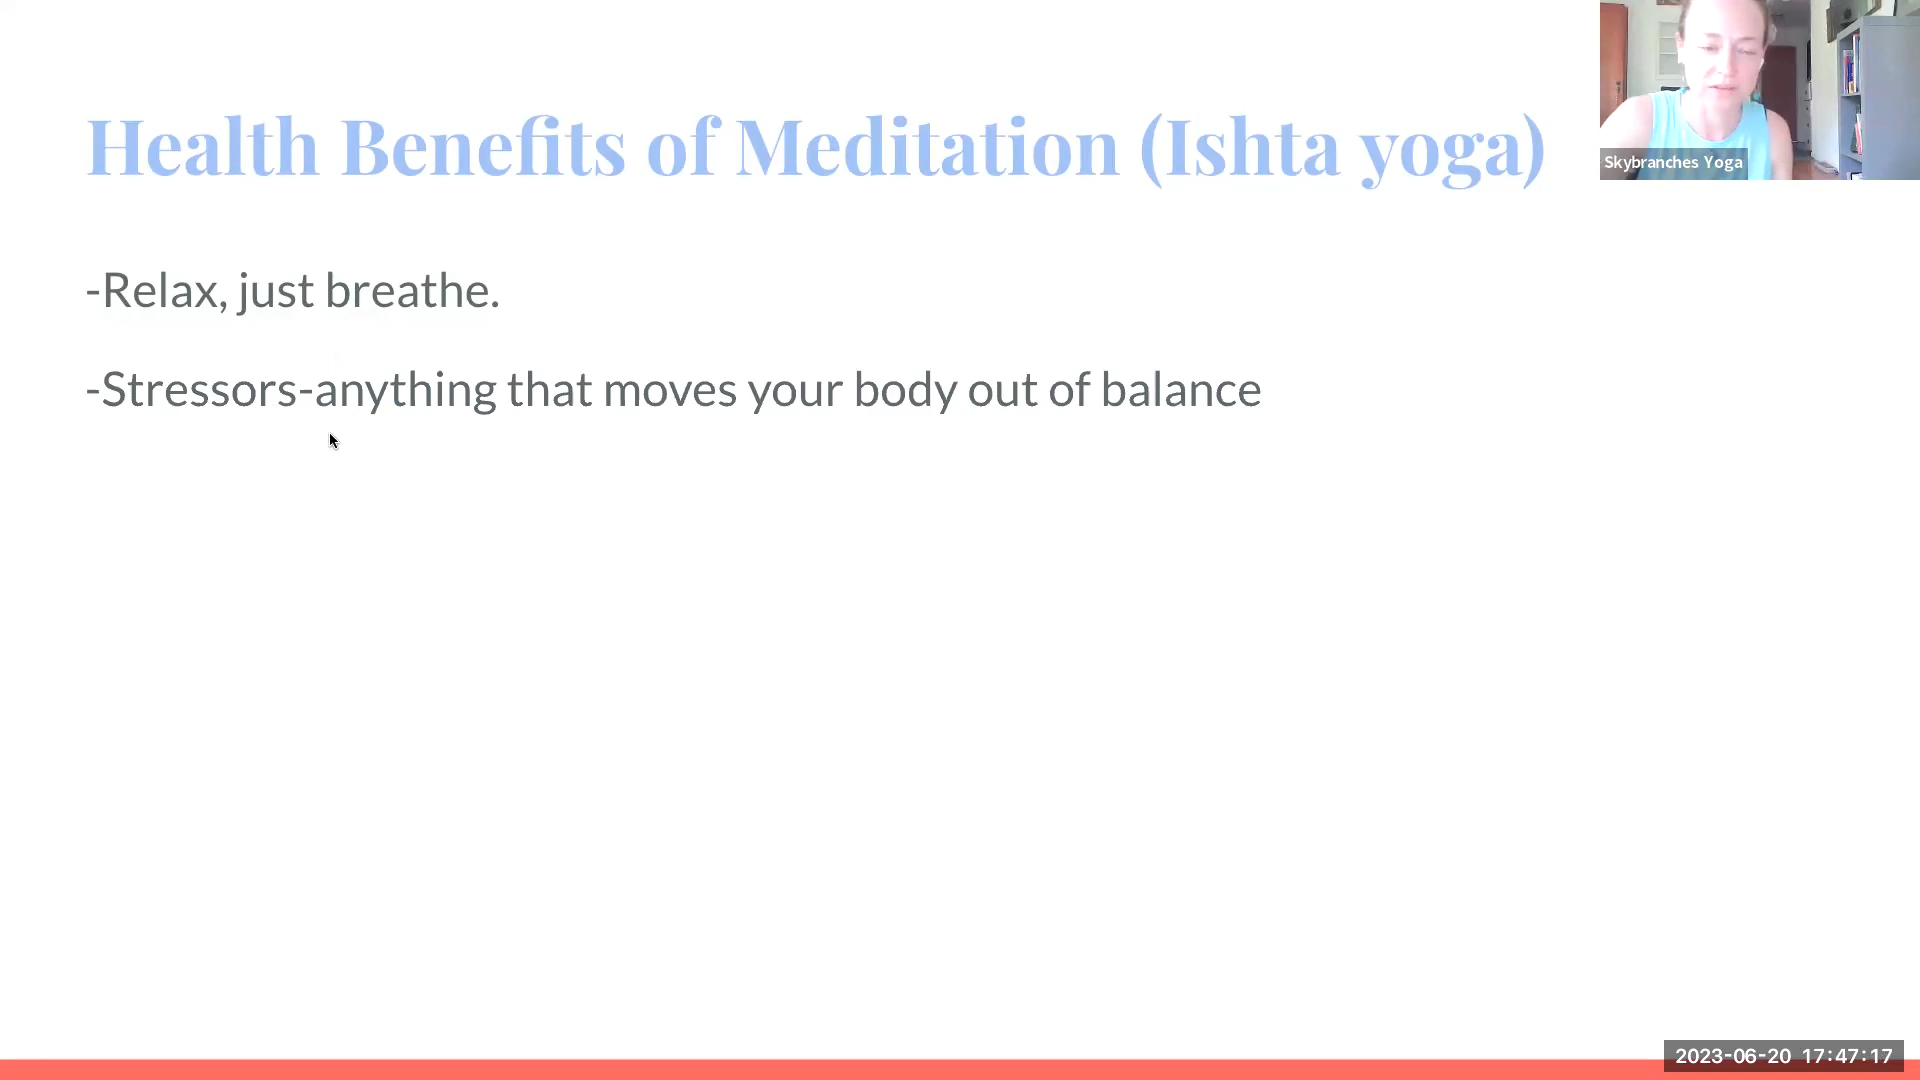 Health Benefits of Meditation (Ishta yoga)
Skybranches Yoga
-Relax, just breathe.
-Stressors-anything that moves your body out of balance
2023-06-20 17:47:17